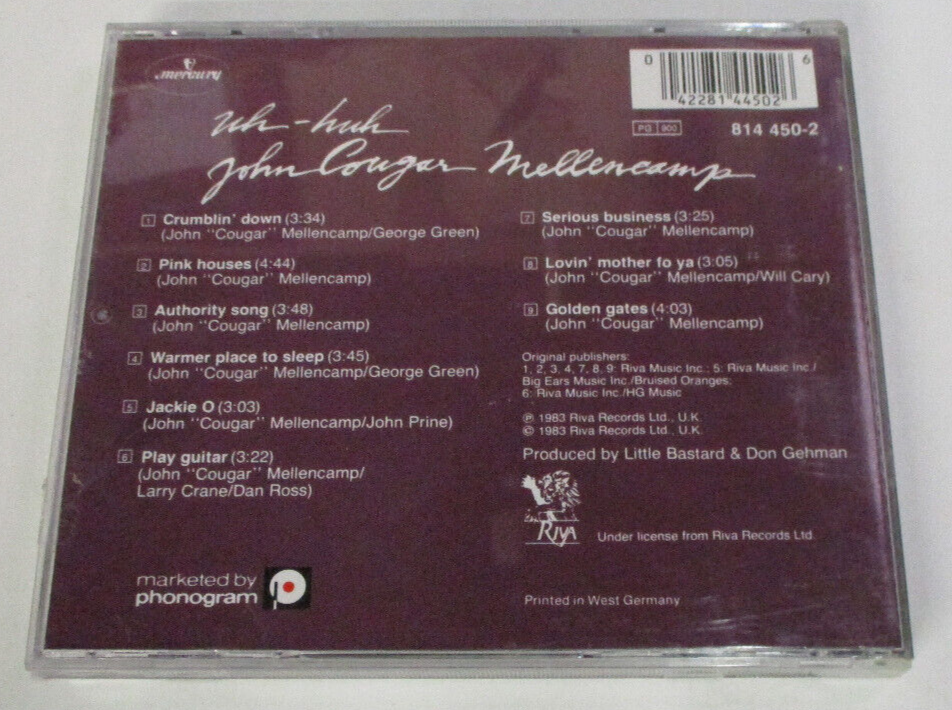 mercury
0 42281 44502 6
PG 900
814 450-2
uh-huh
John Cougar Mellencamp
1 Crumblin' down (3:34)
(John "Cougar" Mellencamp/George Green)
2 Pink houses (4:44)
(John "Cougar" Mellencamp)
3 Authority song (3:48)
(John "Cougar" Mellencamp)
4 Warmer place to sleep (3:45)
(John "Cougar" Mellencamp/George Green)
5 Jackie O (3:03)
(John "Cougar" Mellencamp/John Prine)
6 Play guitar (3:22)
(John "Cougar" Mellencamp/
Larry Crane/Dan Ross)
7 Serious business (3:25)
(John "Cougar" Mellencamp)
8 Lovin' mother fo ya (3:05)
(John "Cougar" Mellencamp/Will Cary)
9 Golden gates (4:03)
(John "Cougar" Mellencamp)
Original publishers:
1, 2, 3, 4, 7, 8, 9: Riva Music Inc.; 5: Riva Music Inc./
Big Ears Music Inc./Bruised Oranges;
6: Riva Music Inc./HG Music
℗ 1983 Riva Records Ltd., U.K.
© 1983 Riva Records Ltd., U.K.
Produced by Little Bastard & Don Gehman
RIVA
Under license from Riva Records Ltd.
marketed by
phonogram
Printed in West Germany